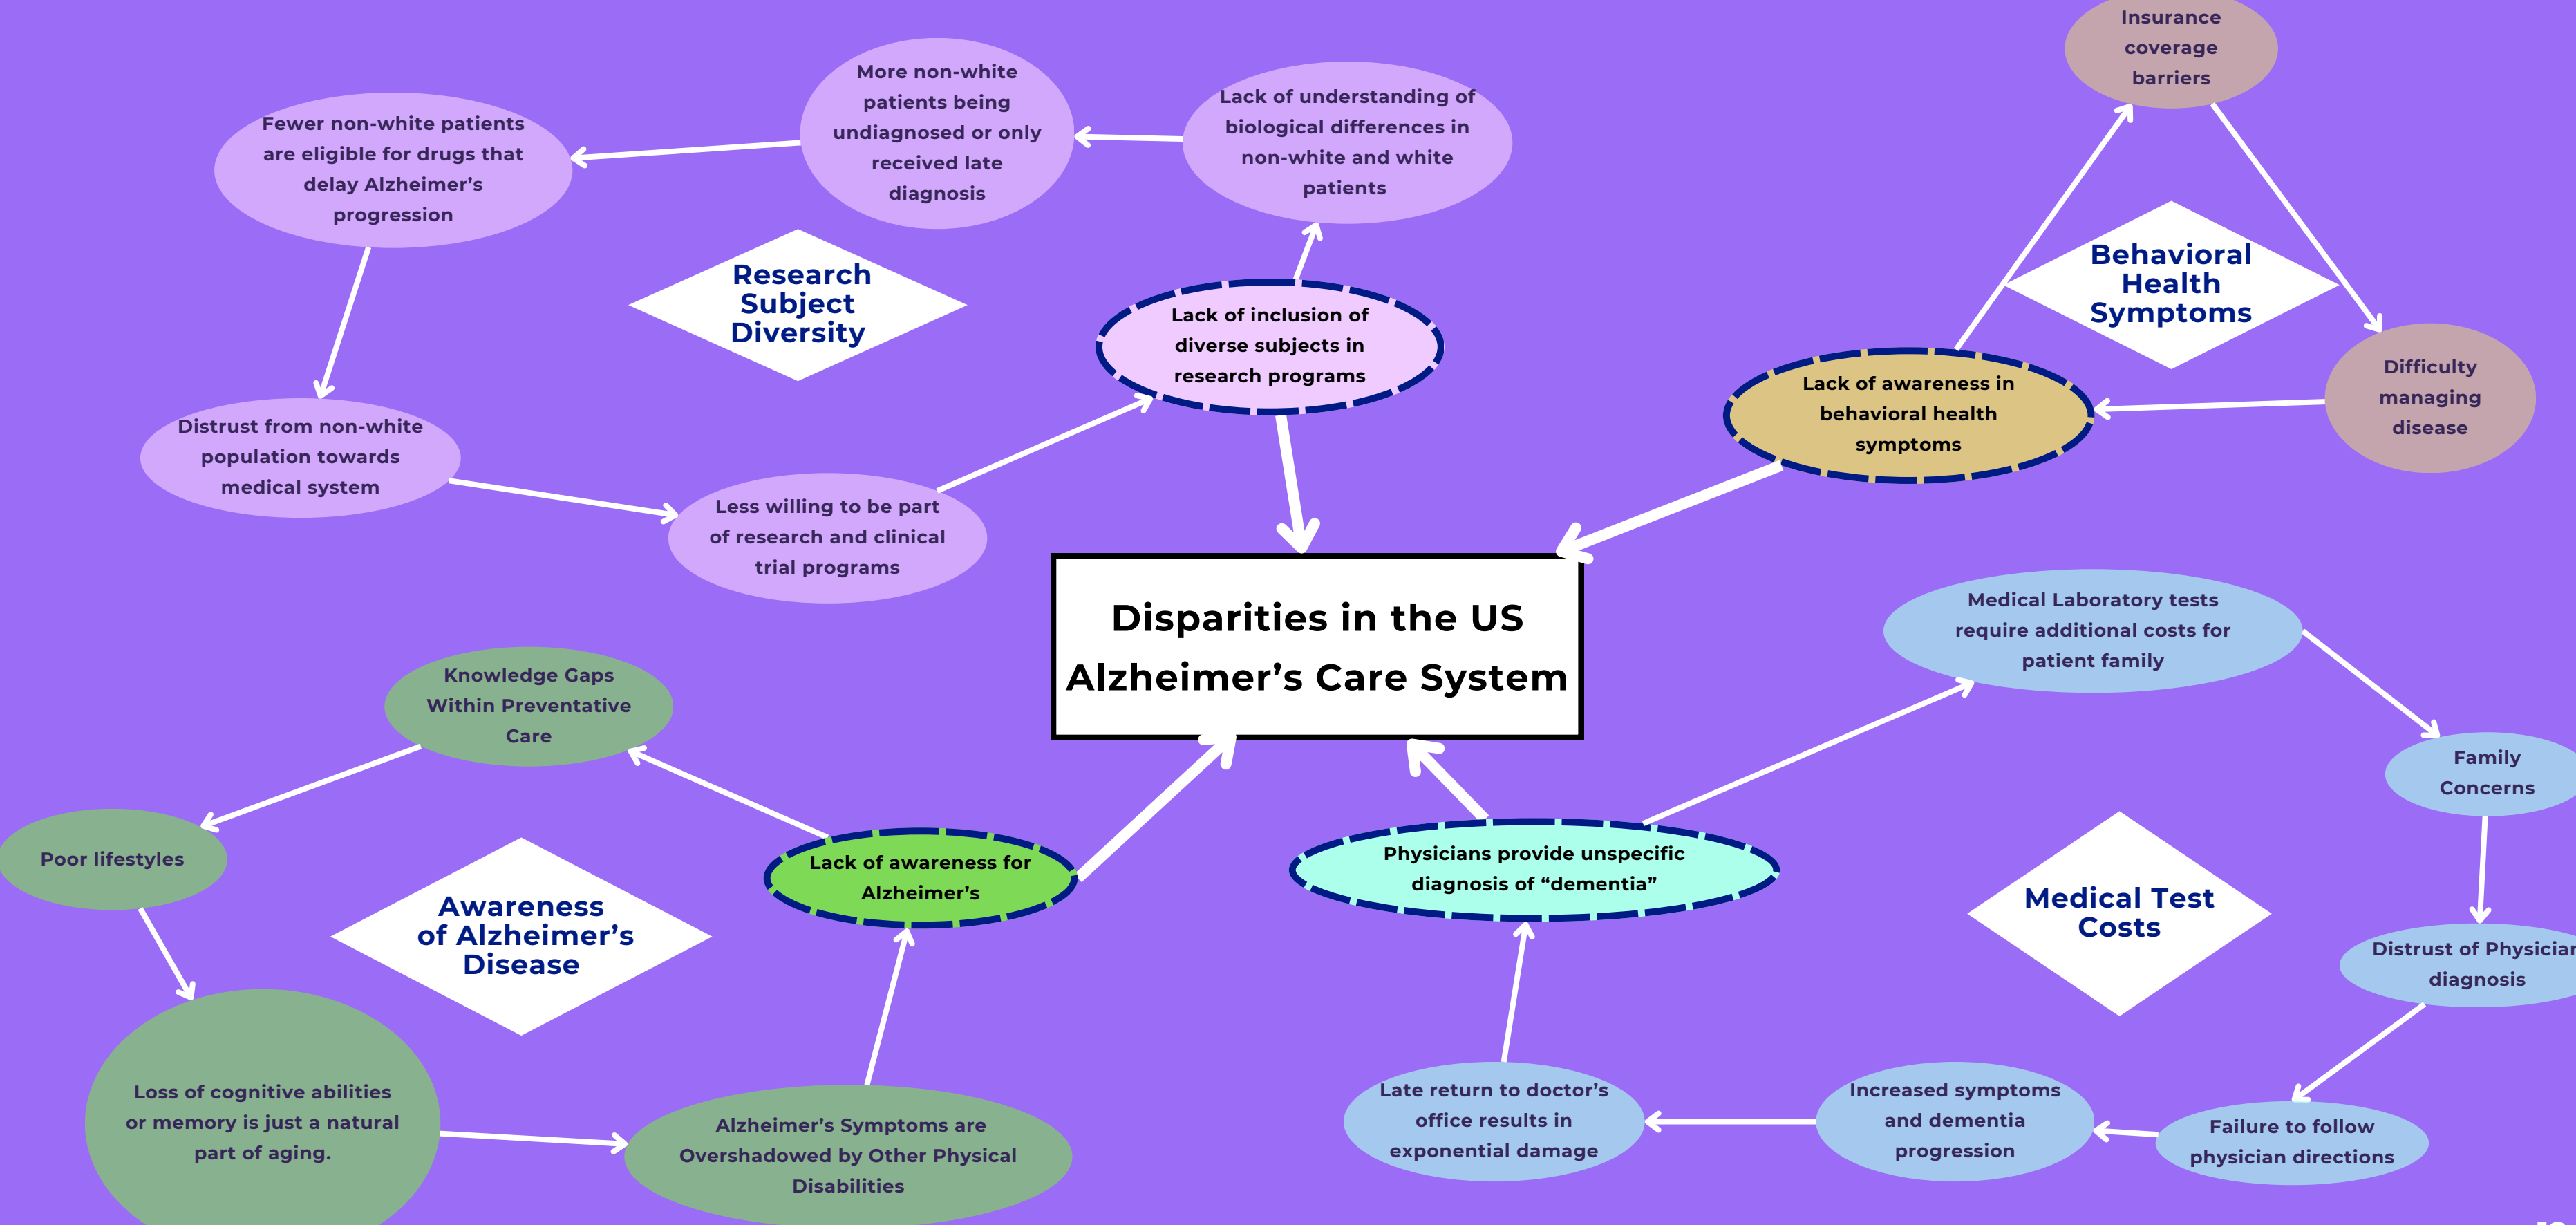 Insurance
coverage
barriers
More non-white
patients being
undiagnosed or only
received late
diagnosis
Lack of understanding of
biological differences in
non-white and white
patients
Fewer non-white patients
are eligible for drugs that
delay Alzheimer’s
progression
Research
Subject
Diversity
Behavioral
Health
Symptoms
Lack of inclusion of
diverse subjects in
research programs
Lack of awareness in
behavioral health
symptoms
Difficulty
managing
disease
Distrust from non-white
population towards
medical system
Less willing to be part
of research and clinical
trial programs
Disparities in the US
Alzheimer’s Care System
Medical Laboratory tests
require additional costs for
patient family
Knowledge Gaps
Within Preventative
Care
Family
Concerns
Poor lifestyles
Lack of awareness for
Alzheimer’s
Physicians provide unspecific
diagnosis of “dementia”
Awareness
of Alzheimer’s
Disease
Medical Test
Costs
Distrust of Physician
diagnosis
Loss of cognitive abilities
or memory is just a natural
part of aging.
Alzheimer’s Symptoms are
Overshadowed by Other Physical
Disabilities
Late return to doctor’s
office results in
exponential damage
Increased symptoms
and dementia
progression
Failure to follow
physician directions